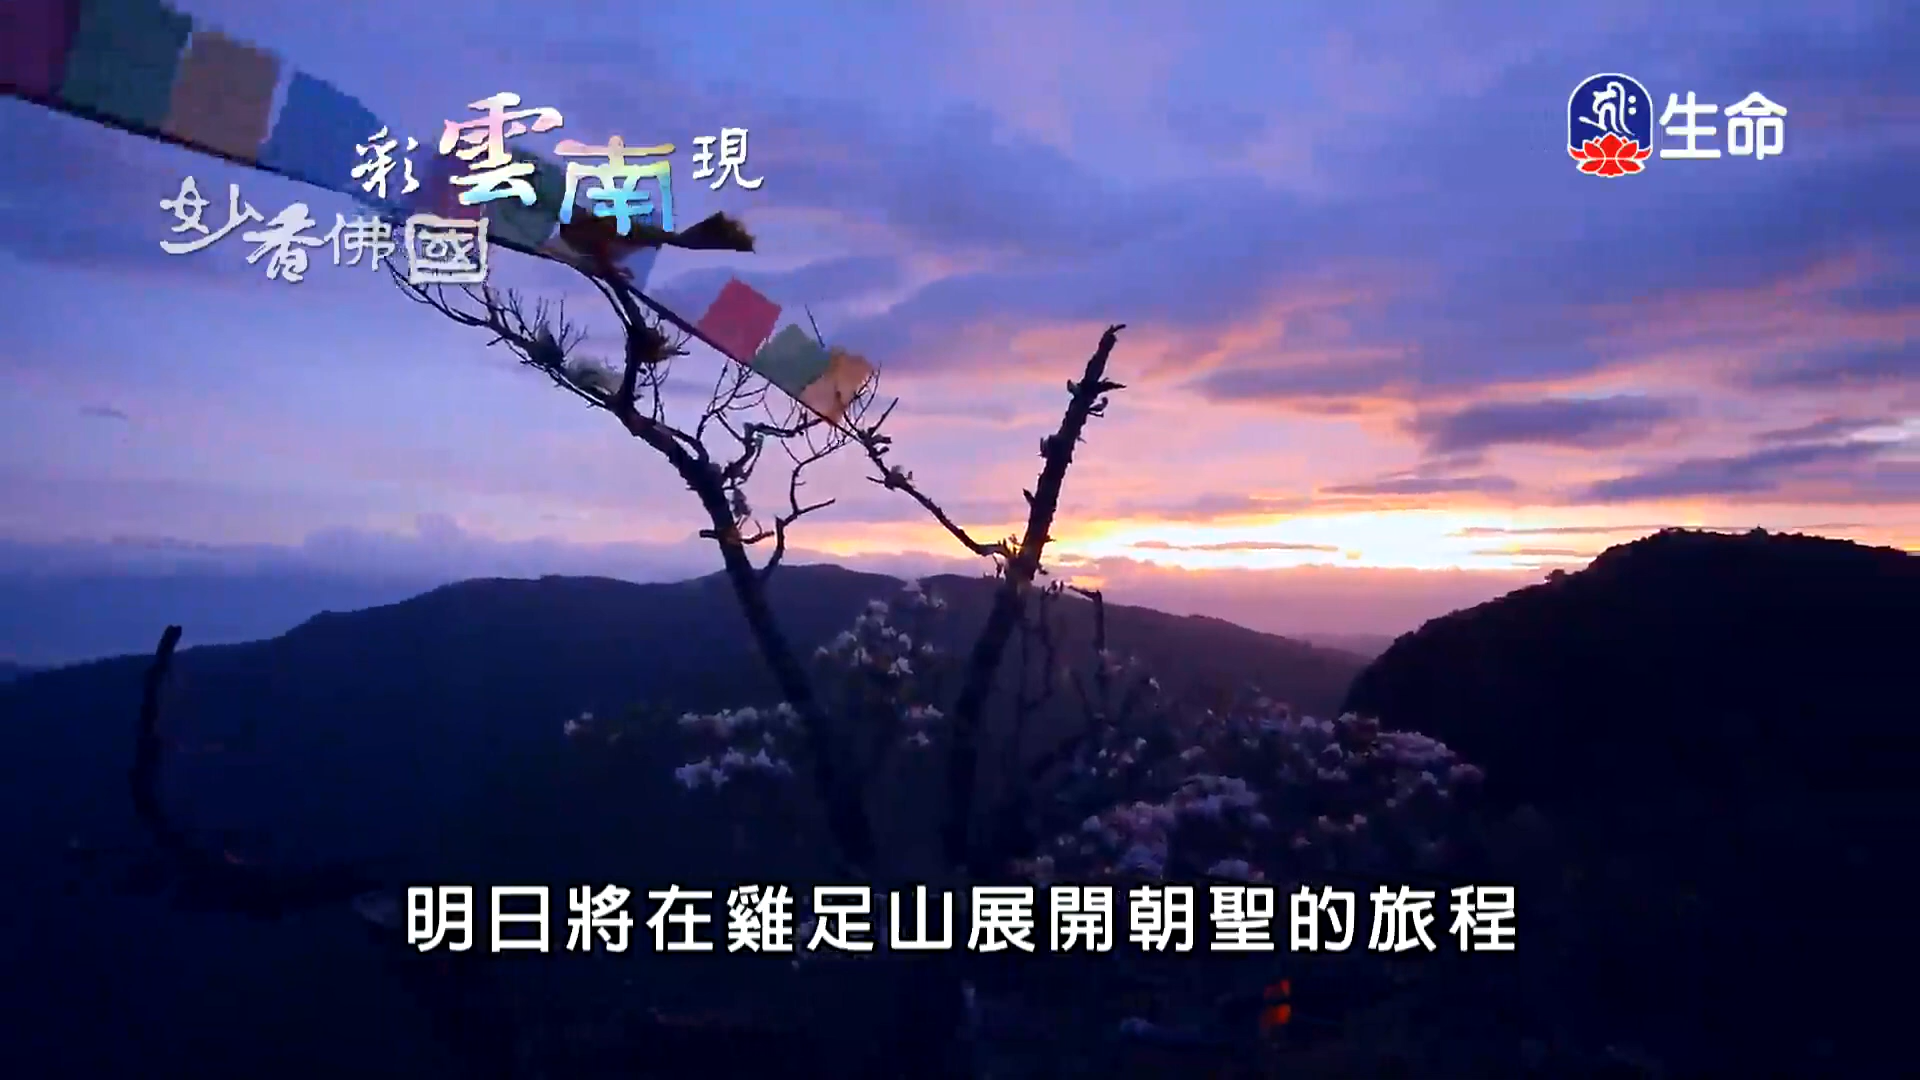 彩雲南現
妙香佛國
生命
明日將在雞足山展開朝聖的旅程